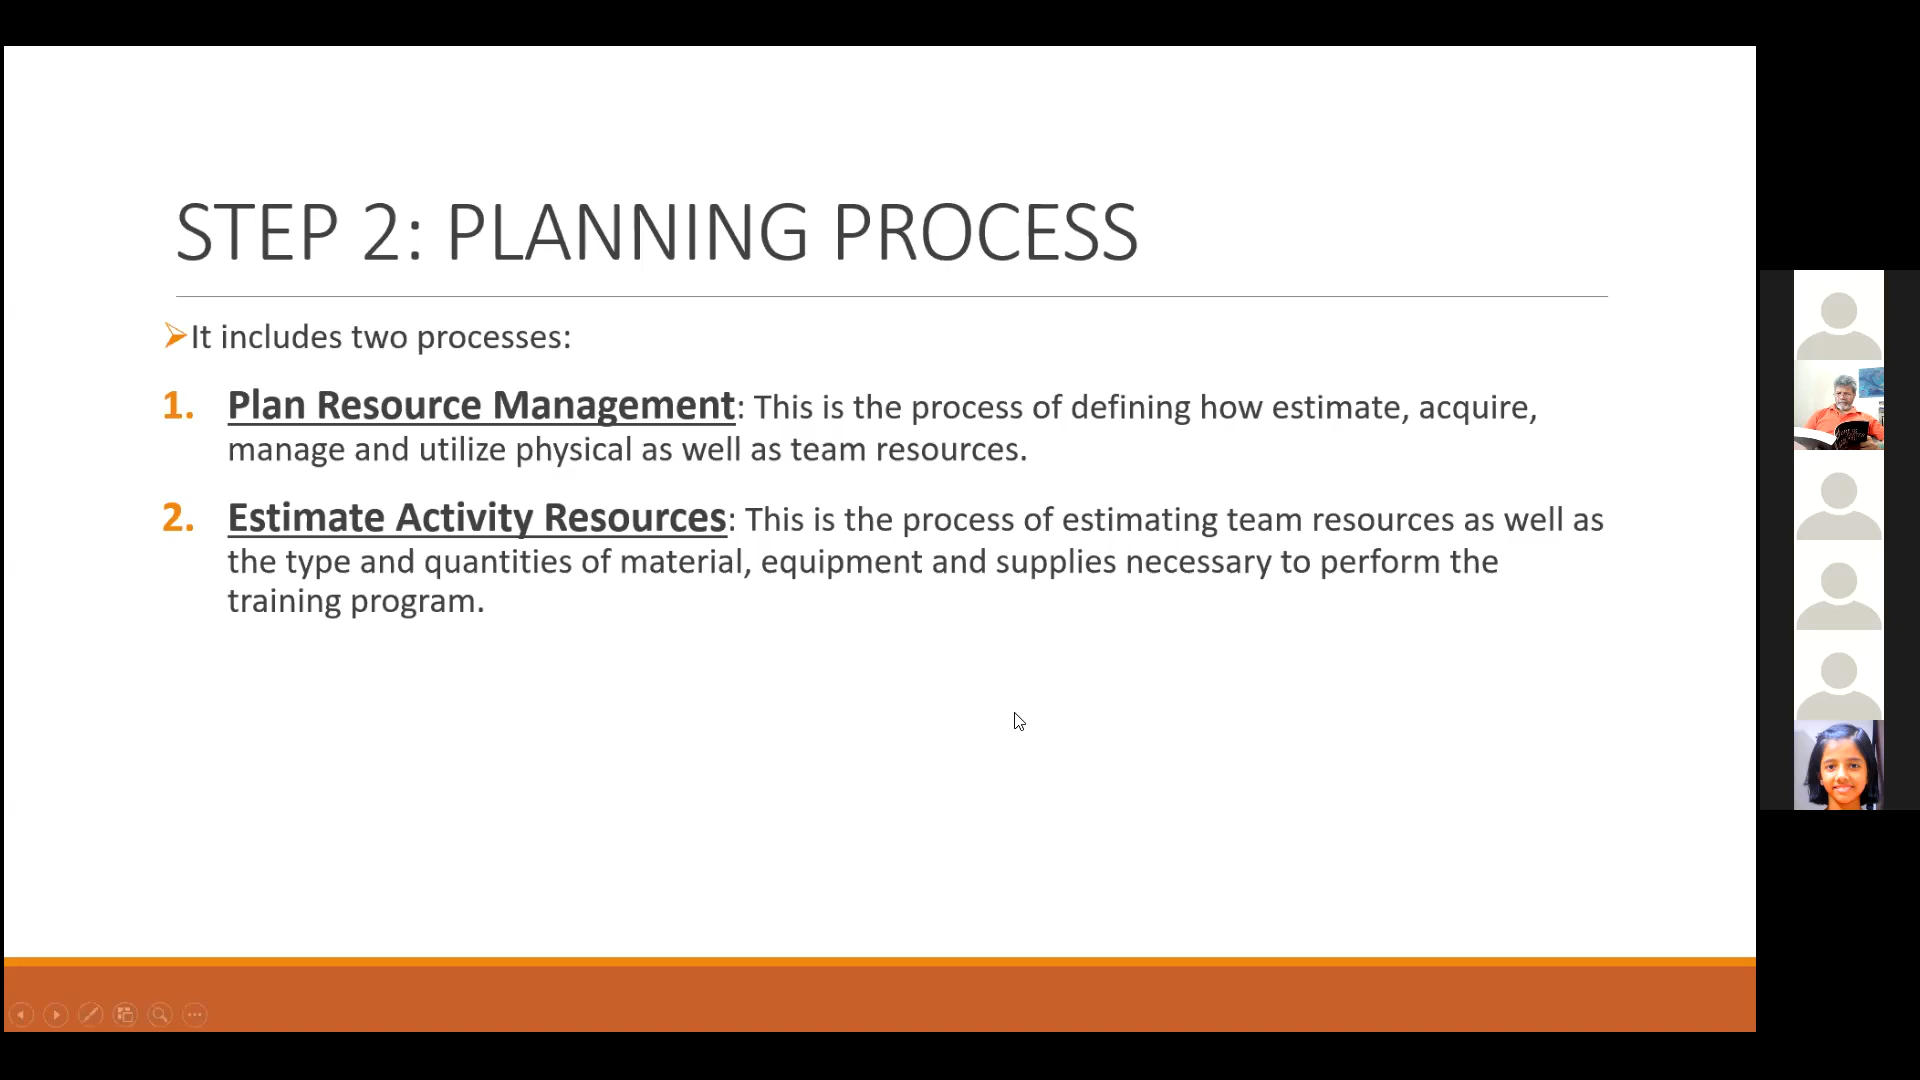 STEP 2: PLANNING PROCESS
It includes two processes:
1. Plan Resource Management: This is the process of defining how estimate, acquire,
manage and utilize physical as well as team resources.
2. Estimate Activity Resources: This is the process of estimating team resources as well as
the type and quantities of material, equipment and supplies necessary to perform the
training program.